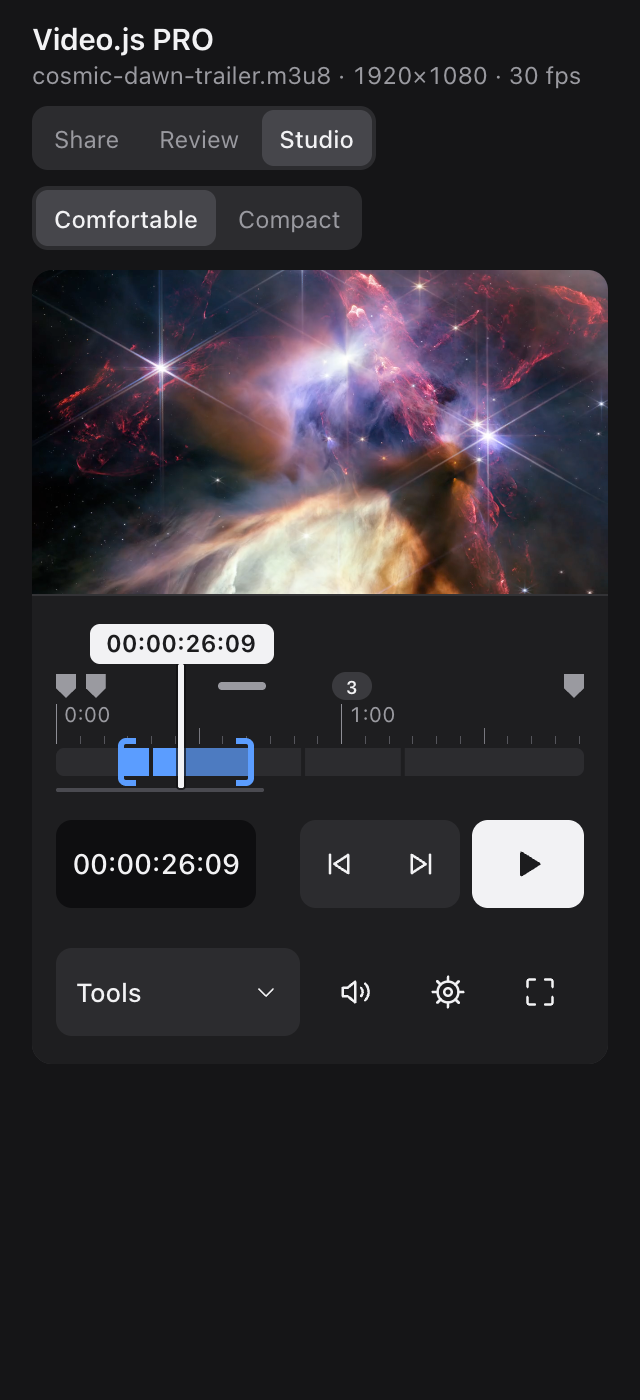 Video.js PRO
cosmic-dawn-trailer.m3u8 · 1920×1080 · 30 fps
Share Review Studio
Comfortable Compact
00:00:26:09
3
0:00 1:00
00:00:26:09
Tools